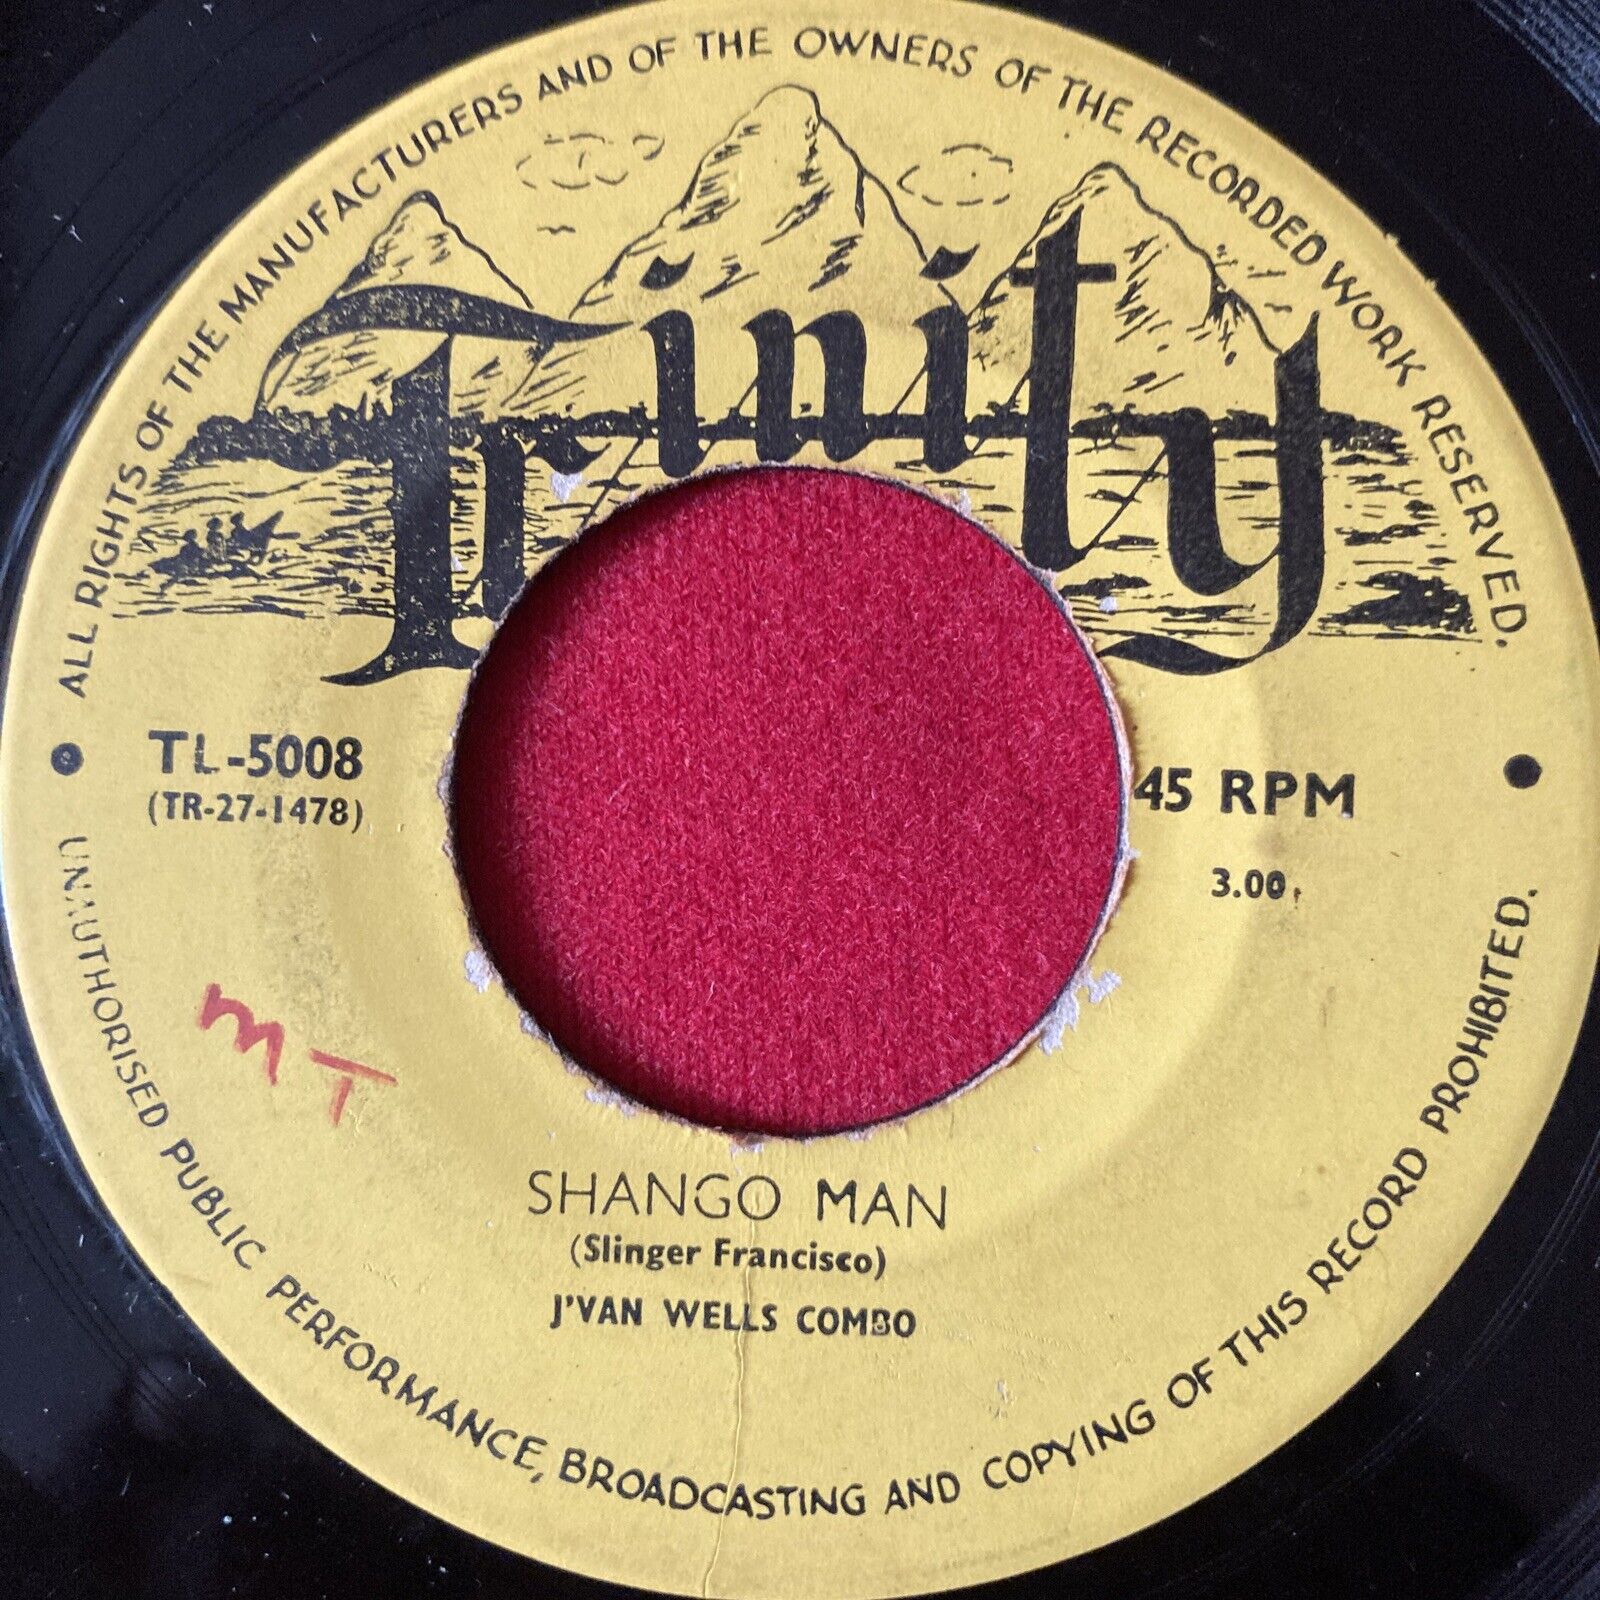 ALL RIGHTS OF THE MANUFACTURERS AND OF THE OWNERS OF THE RECORDED WORK RESERVED.
Trinity
TL-5008
(TR-27-1478)
45 RPM
3.00
MT
SHANGO MAN
(Slinger Francisco)
J'VAN WELLS COMBO
UNAUTHORISED PUBLIC PERFORMANCE, BROADCASTING AND COPYING OF THIS RECORD PROHIBITED.